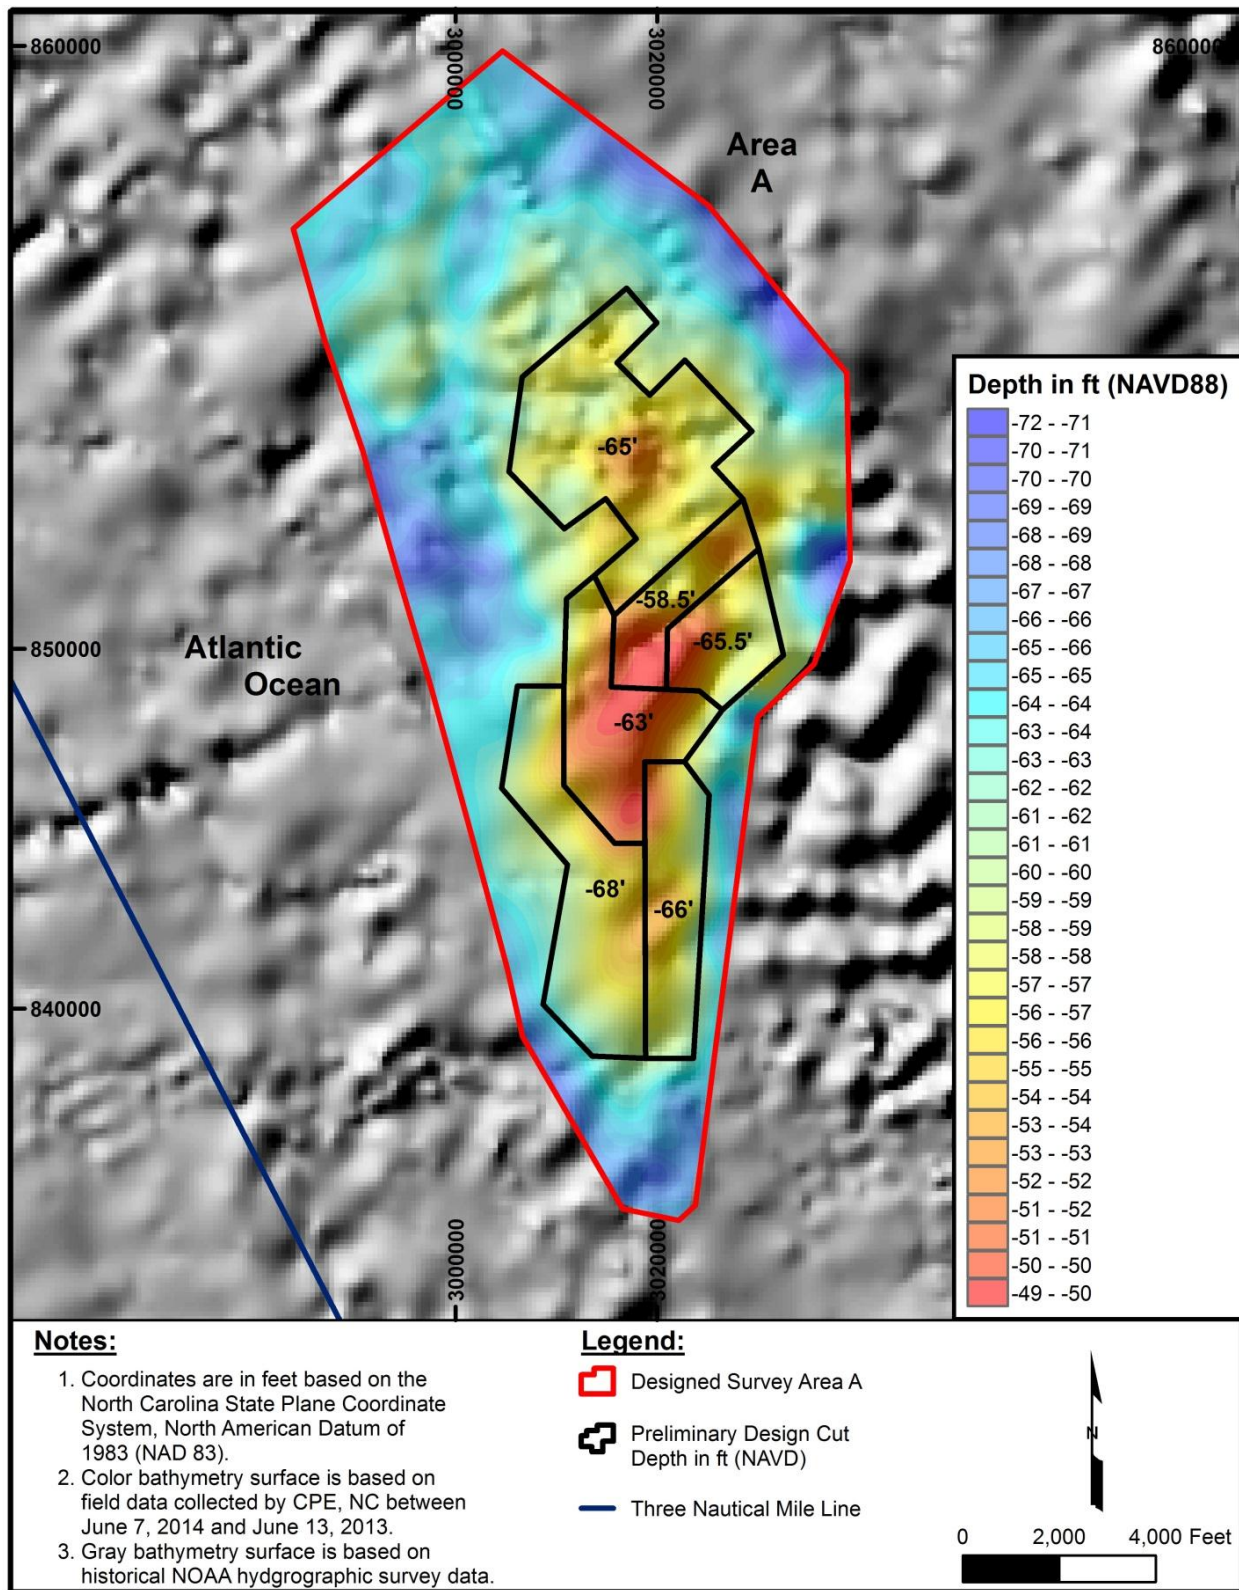 3000000
3020000
860000
860000
Area
A
Depth in ft (NAVD88)
-72 - -71
-70 - -71
-70 - -70
-69 - -69
-68 - -69
-68 - -68
-67 - -67
-66 - -66
-65 - -66
-65 - -65
-64 - -64
-63 - -64
-63 - -63
-62 - -62
-61 - -62
-61 - -61
-60 - -60
-59 - -59
-58 - -59
-58 - -58
-57 - -57
-56 - -57
-56 - -56
-55 - -55
-54 - -54
-53 - -54
-53 - -53
-52 - -52
-51 - -52
-51 - -51
-50 - -50
-49 - -50
-65'
-58.5'
-65.5'
850000
Atlantic
Ocean
-63'
-68'
-66'
840000
3000000
3020000
Notes:
1. Coordinates are in feet based on the
North Carolina State Plane Coordinate
System, North American Datum of
1983 (NAD 83).
2. Color bathymetry surface is based on
field data collected by CPE, NC between
June 7, 2014 and June 13, 2013.
3. Gray bathymetry surface is based on
historical NOAA hydgrographic survey data.
Legend:
Designed Survey Area A
Preliminary Design Cut
Depth in ft (NAVD)
Three Nautical Mile Line
N
0 2,000 4,000 Feet